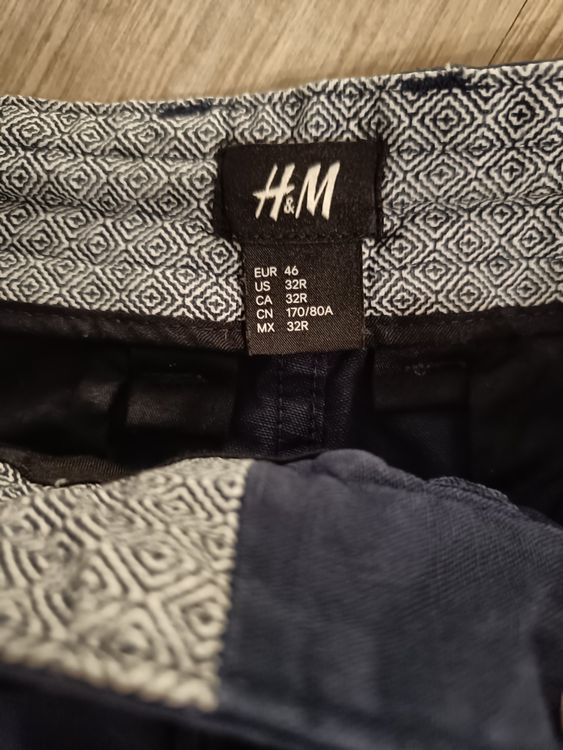 H&M
EUR 46
US 32R
CA 32R
CN 170/80A
MX 32R